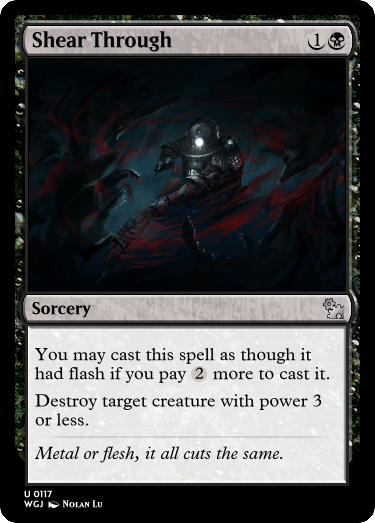 Shear Through 1
Sorcery
You may cast this spell as though it
had flash if you pay 2 more to cast it.
Destroy target creature with power 3
or less.
Metal or flesh, it all cuts the same.
U 0117
WGJ Nolan Lu